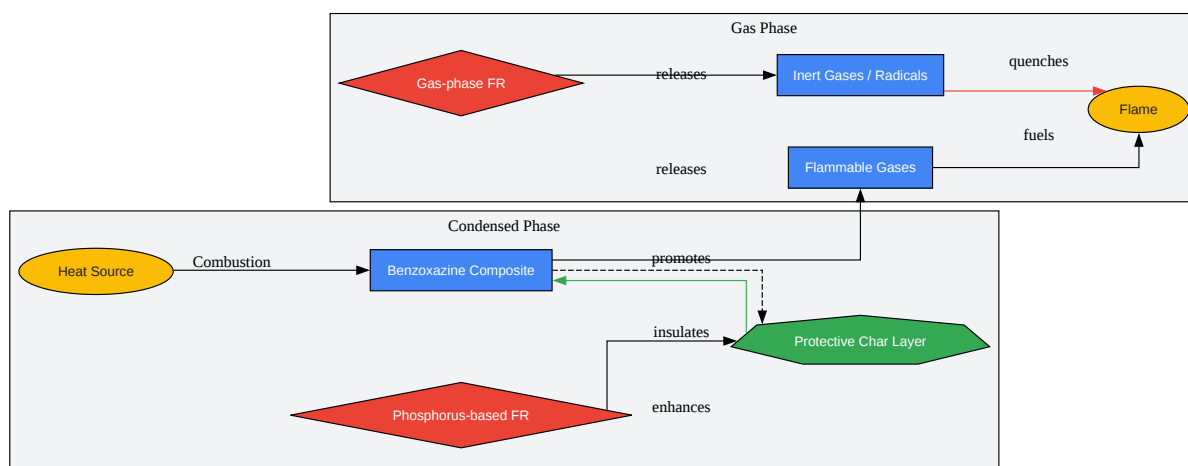 Gas Phase
quenches
Gas-phase FR
releases
Inert Gases / Radicals
Flame
fuels
releases
Flammable Gases
Condensed Phase
Heat Source
Combustion
Benzoxazine Composite
promotes
insulates
Protective Char Layer
Phosphorus-based FR
enhances